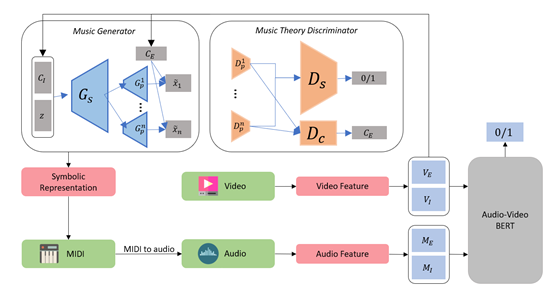 Music Generator
Music Theory Discriminator
C_I
z
G_S
G_p^1
...
G_p^n
C_E
x̃_1
x̃_n
D_p^1
...
D_p^n
D_s
D_c
0/1
C_E
0/1
Symbolic
Representation
Video
Video Feature
V_E
V_I
Audio-Video
BERT
MIDI
MIDI to audio
Audio
Audio Feature
M_E
M_I